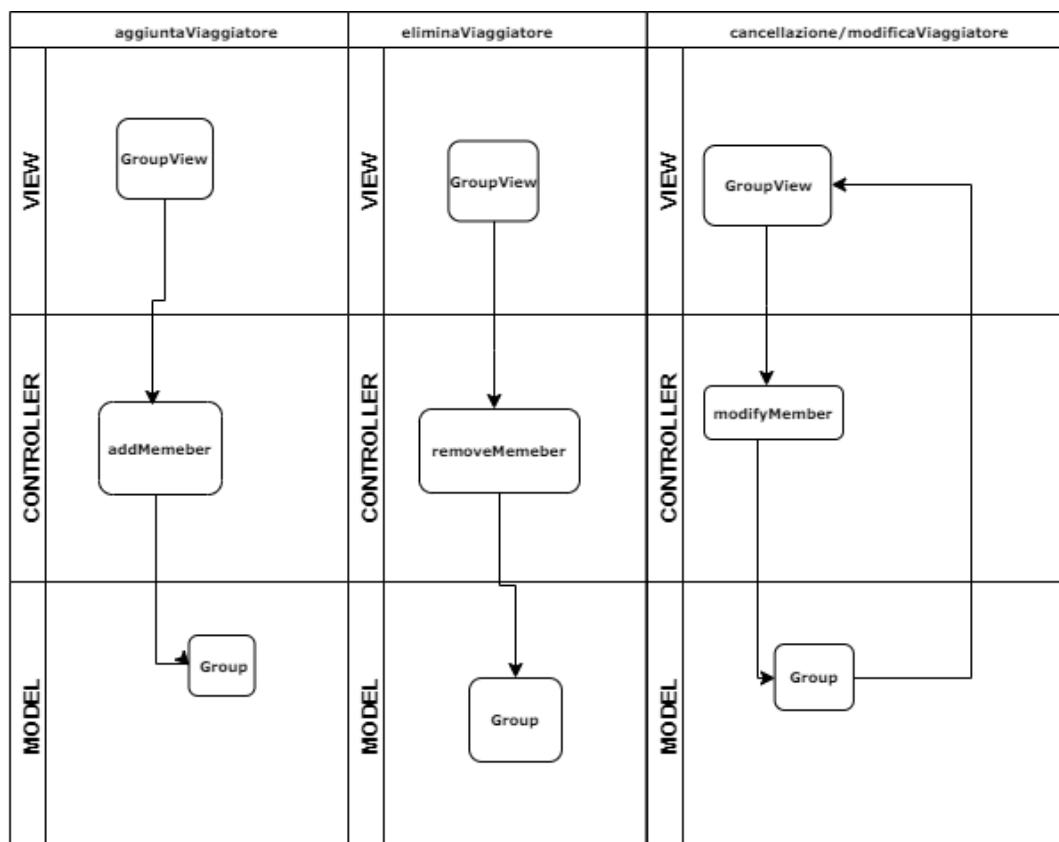 aggiuntaViaggiatore
eliminaViaggiatore
cancellazione/modificaViaggiatore
VIEW
GroupView
VIEW
GroupView
VIEW
GroupView
CONTROLLER
addMemeber
CONTROLLER
removeMemeber
CONTROLLER
modifyMember
MODEL
Group
MODEL
Group
MODEL
Group